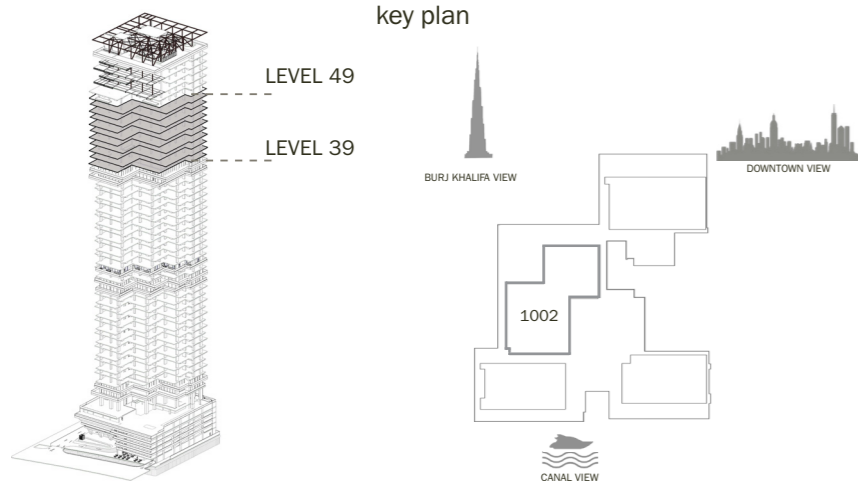 key plan
LEVEL 49
LEVEL 39
BURJ KHALIFA VIEW
DOWNTOWN VIEW
1002
CANAL VIEW